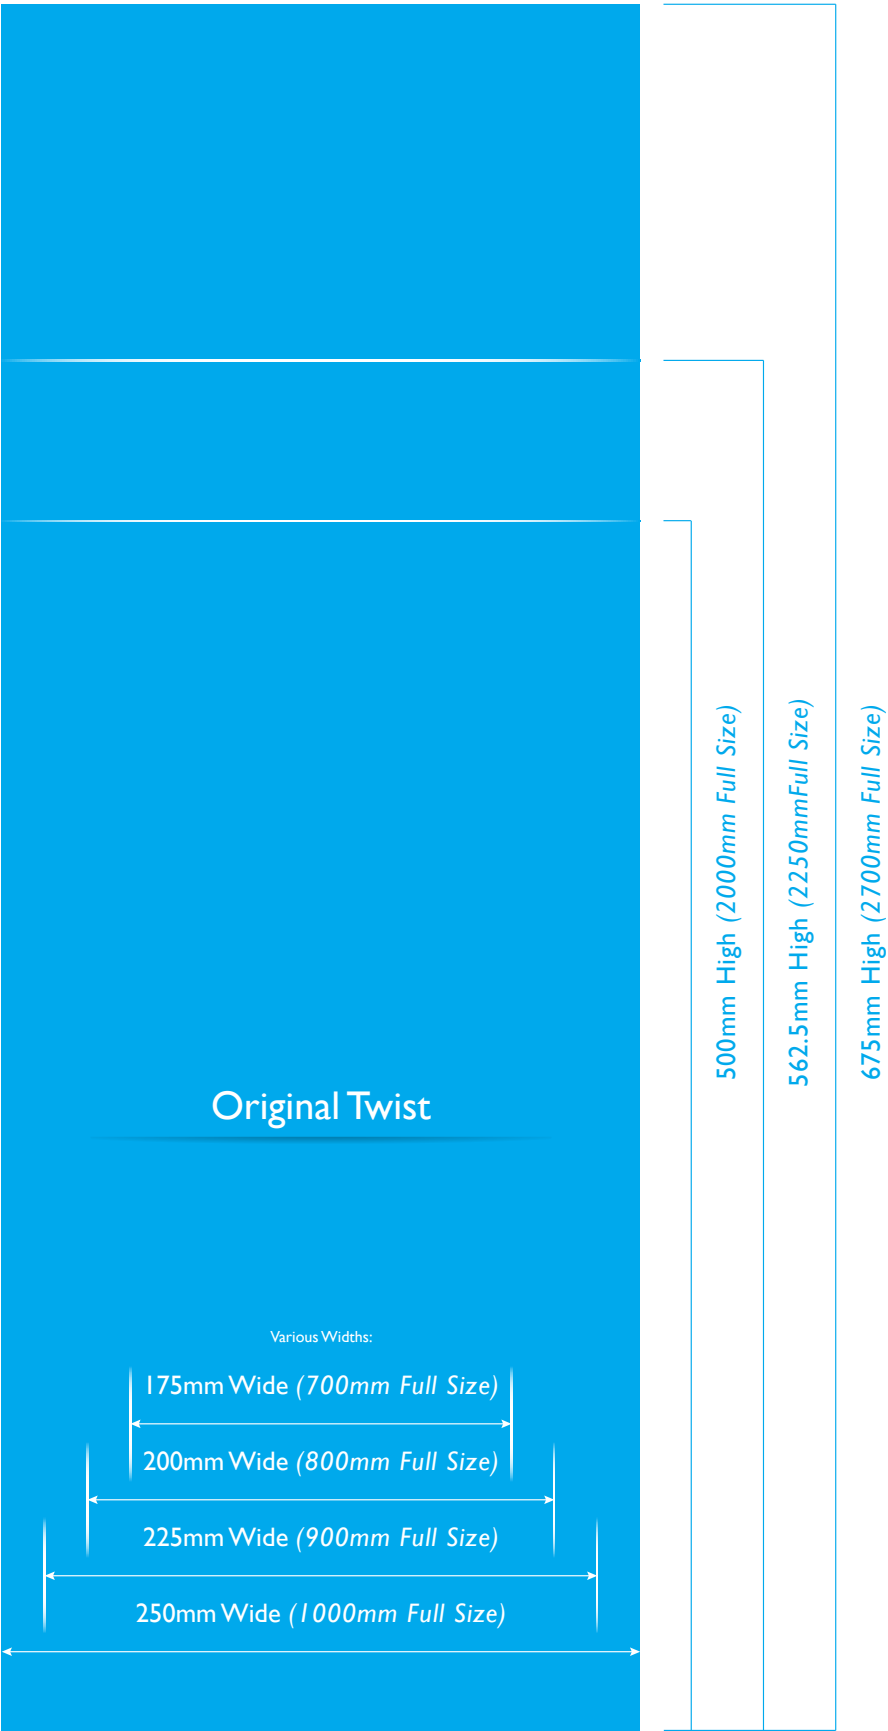 500mm High (2000mm Full Size)
562.5mm High (2250mmFull Size)
675mm High (2700mm Full Size)
Original Twist
Various Widths:
175mm Wide (700mm Full Size)
200mm Wide (800mm Full Size)
225mm Wide (900mm Full Size)
250mm Wide (1000mm Full Size)